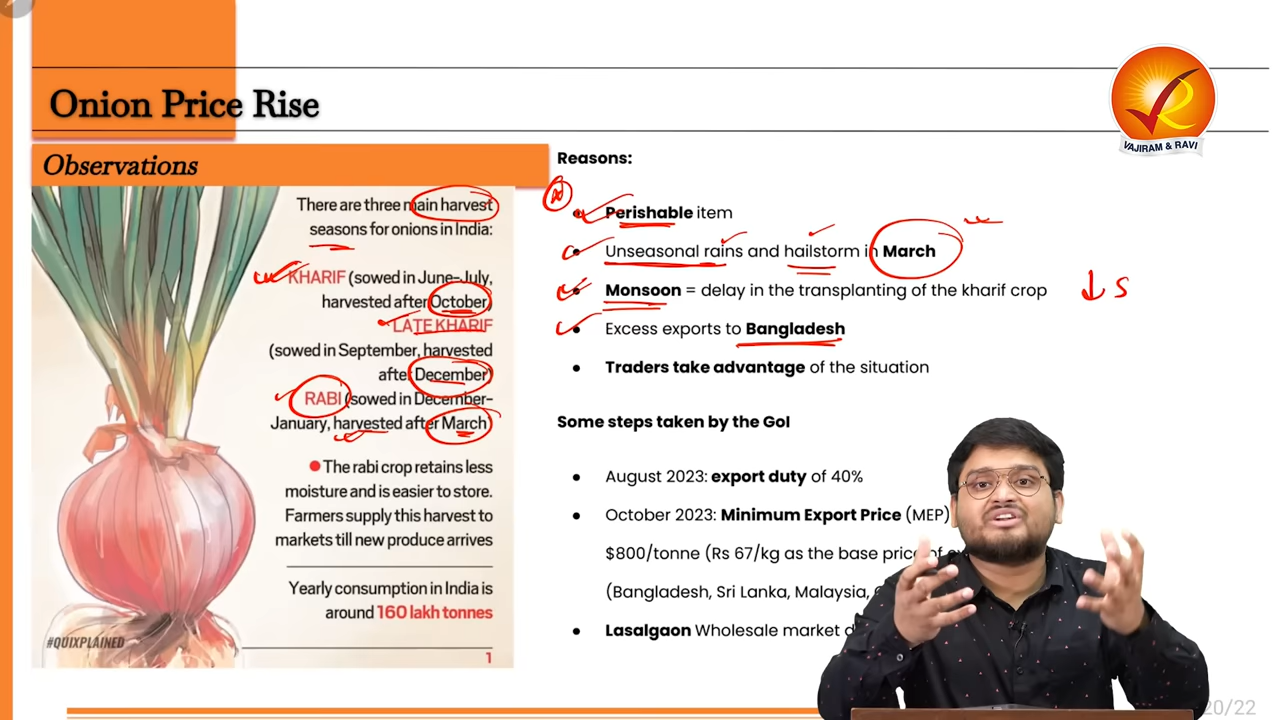 Onion Price Rise
VAJIRAM & RAVI
Observations
There are three main harvest
seasons for onions in India:
KHARIF (sowed in June–July,
harvested after October)
LATE KHARIF
(sowed in September, harvested
after December)
RABI (sowed in December–
January, harvested after March)
The rabi crop retains less
moisture and is easier to store.
Farmers supply this harvest to
markets till new produce arrives
Yearly consumption in India is
around 160 lakh tonnes
#QUIXPLAINED
1
Reasons:
● Perishable item
● Unseasonal rains and hailstorm in March
● Monsoon = delay in the transplanting of the kharif crop
↓ S
● Excess exports to Bangladesh
● Traders take advantage of the situation
Some steps taken by the GoI
● August 2023: export duty of 40%
● October 2023: Minimum Export Price (MEP)
$800/tonne (Rs 67/kg as the base price of
(Bangladesh, Sri Lanka, Malaysia,
● Lasalgaon Wholesale market
20/22